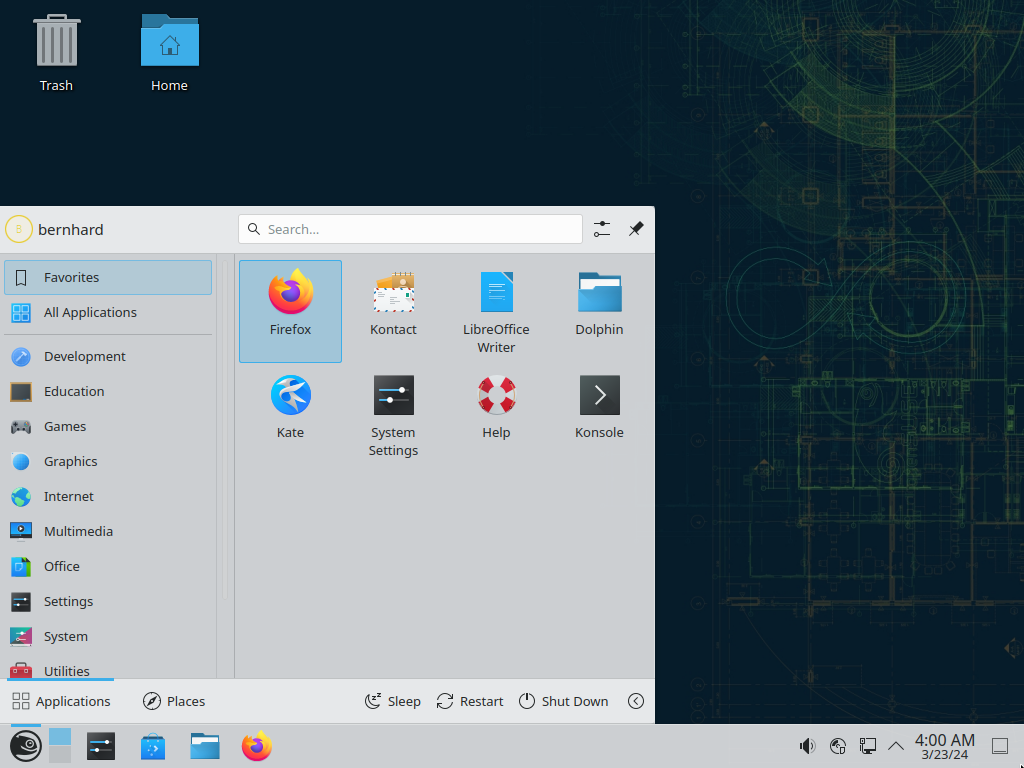 Trash
Home
B
bernhard
Search...
Favorites
All Applications
Development
Education
Games
Graphics
Internet
Multimedia
Office
Settings
System
Utilities
Firefox
Kontact
LibreOffice
Writer
Dolphin
Kate
System
Settings
Help
Konsole
Applications
Places
Sleep
Restart
Shut Down
4:00 AM
3/23/24